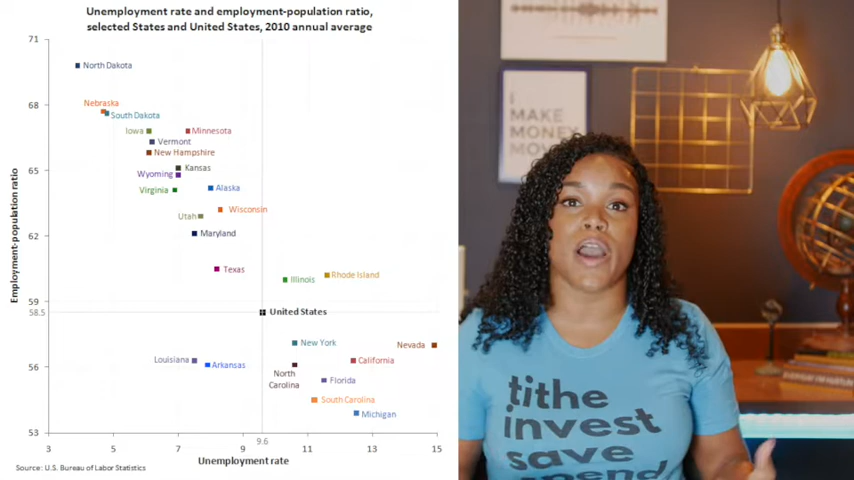 Unemployment rate and employment-population ratio,
selected States and United States, 2010 annual average
71
North Dakota
68
Nebraska
South Dakota
Iowa
Minnesota
Vermont
New Hampshire
65
Kansas
Wyoming
Virginia
Alaska
Wisconsin
Utah
62
Maryland
Employment-population ratio
Texas
Illinois
Rhode Island
59
58.5
United States
New York
Nevada
Louisiana
Arkansas
California
56
North
Carolina
Florida
South Carolina
Michigan
53
3
5
7
9
9.6
11
13
15
Unemployment rate
Source: U.S. Bureau of Labor Statistics
I
MAKE
MONEY
MOVES
tithe
invest
save
spend